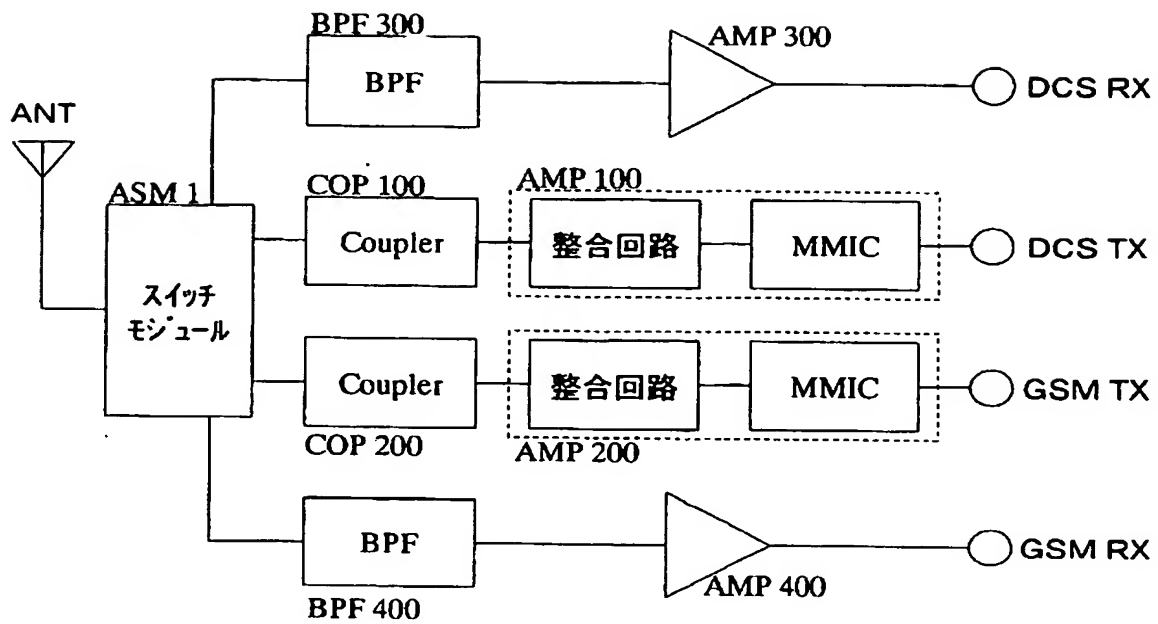 BPF 300
BPF
AMP 300
DCS RX
ANT
ASM 1
スイッチ
モジュール
COP 100
Coupler
AMP 100
整合回路
MMIC
DCS TX
Coupler
COP 200
整合回路
MMIC
AMP 200
GSM TX
BPF
BPF 400
AMP 400
GSM RX